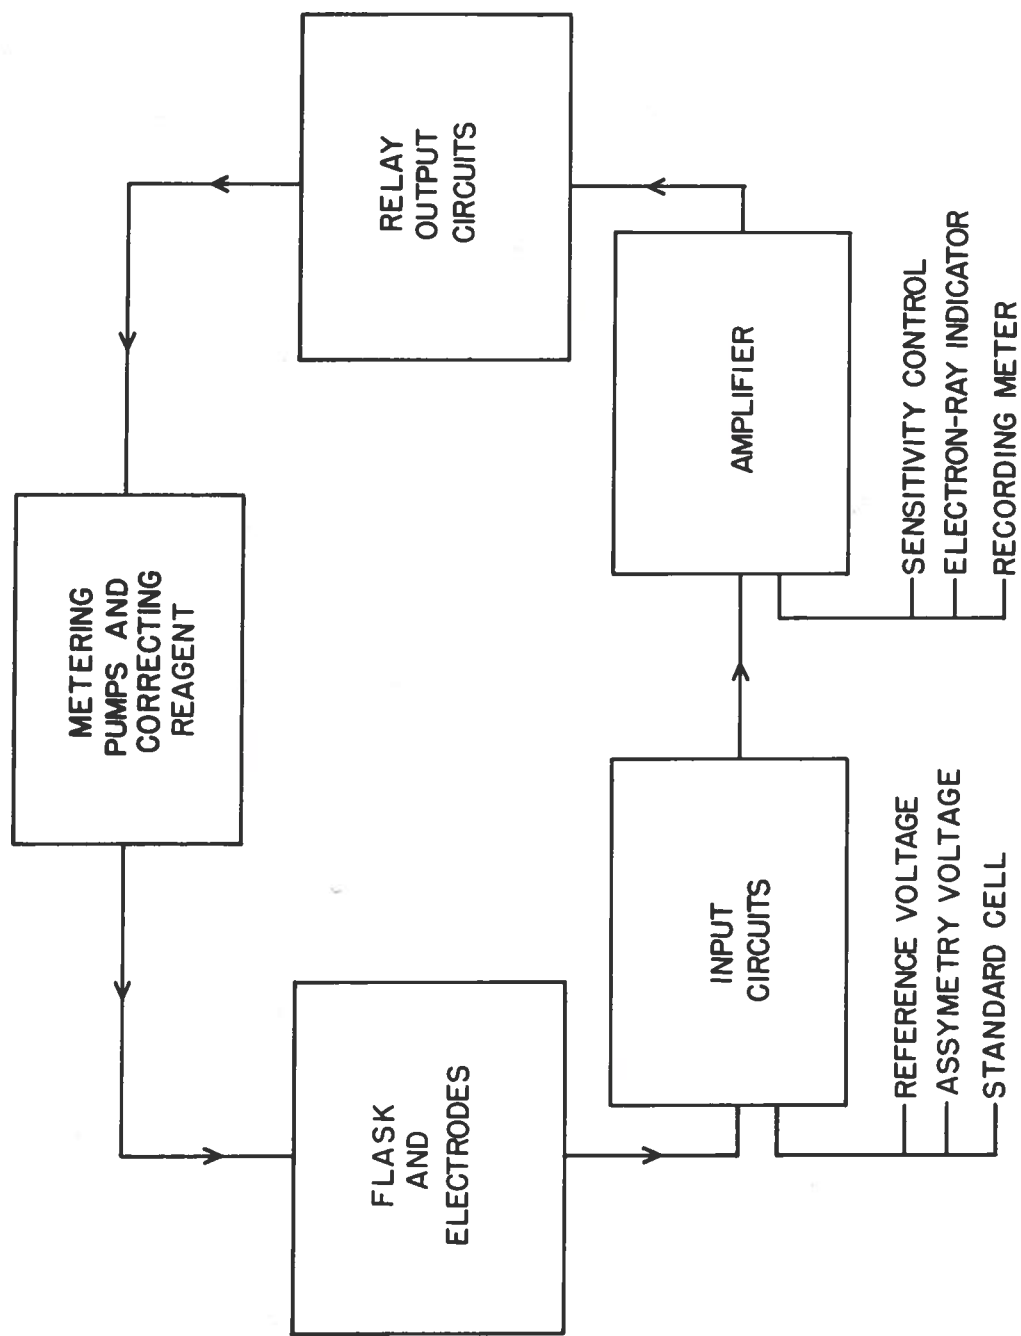 METERING
PUMPS AND
CORRECTING
REAGENT
FLASK
AND
ELECTRODES
RELAY
OUTPUT
CIRCUITS
INPUT
CIRCUITS
AMPLIFIER
REFERENCE VOLTAGE
ASSYMETRY VOLTAGE
STANDARD CELL
SENSITIVITY CONTROL
ELECTRON-RAY INDICATOR
RECORDING METER